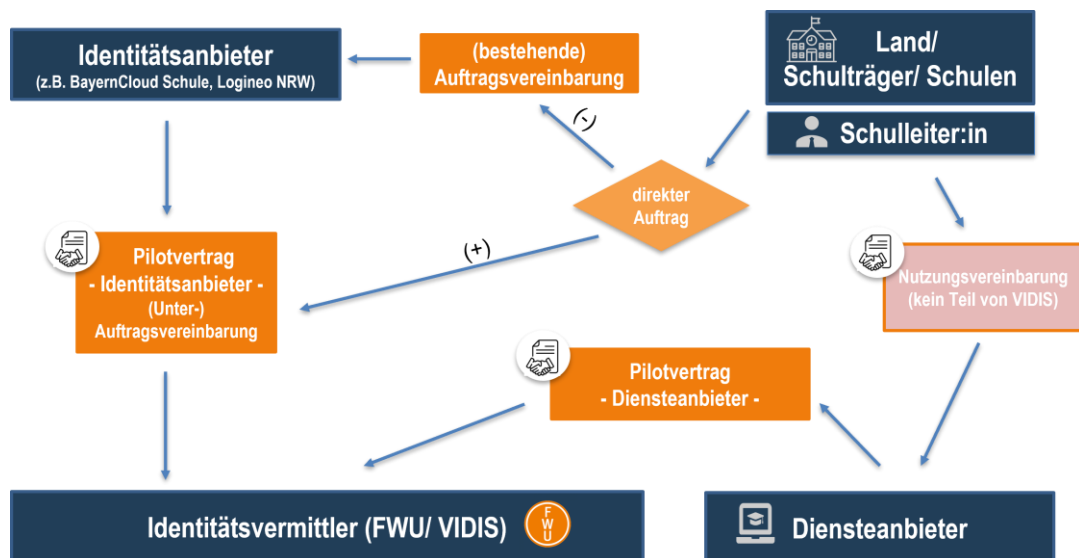 Identitätsanbieter
(z.B. BayernCloud Schule, Logineo NRW)
(bestehende)
Auftragsvereinbarung
Land/
Schulträger/ Schulen
Schulleiter:in
(-)
direkter
Auftrag
(+)
Pilotvertrag
- Identitätsanbieter -
(Unter-)
Auftragsvereinbarung
Nutzungsvereinbarung
(kein Teil von VIDIS)
Pilotvertrag
- Diensteanbieter -
Identitätsvermittler (FWU/ VIDIS)
F
W
U
Diensteanbieter